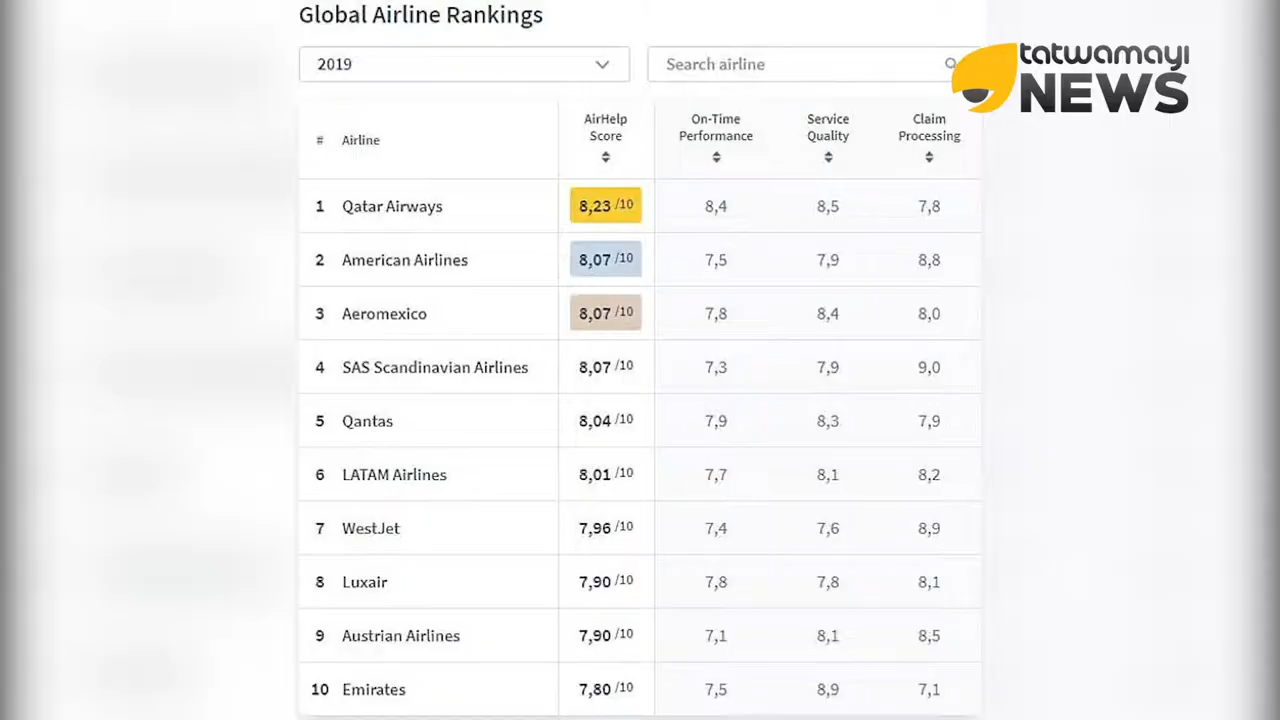 Global Airline Rankings
2019
Search airline
tatwamayi
NEWS
# Airline AirHelp Score On-Time Performance Service Quality Claim Processing
1 Qatar Airways 8,23 /10 8,4 8,5 7,8
2 American Airlines 8,07 /10 7,5 7,9 8,8
3 Aeromexico 8,07 /10 7,8 8,4 8,0
4 SAS Scandinavian Airlines 8,07 /10 7,3 7,9 9,0
5 Qantas 8,04 /10 7,9 8,3 7,9
6 LATAM Airlines 8,01 /10 7,7 8,1 8,2
7 WestJet 7,96 /10 7,4 7,6 8,9
8 Luxair 7,90 /10 7,8 7,8 8,1
9 Austrian Airlines 7,90 /10 7,1 8,1 8,5
10 Emirates 7,80 /10 7,5 8,9 7,1